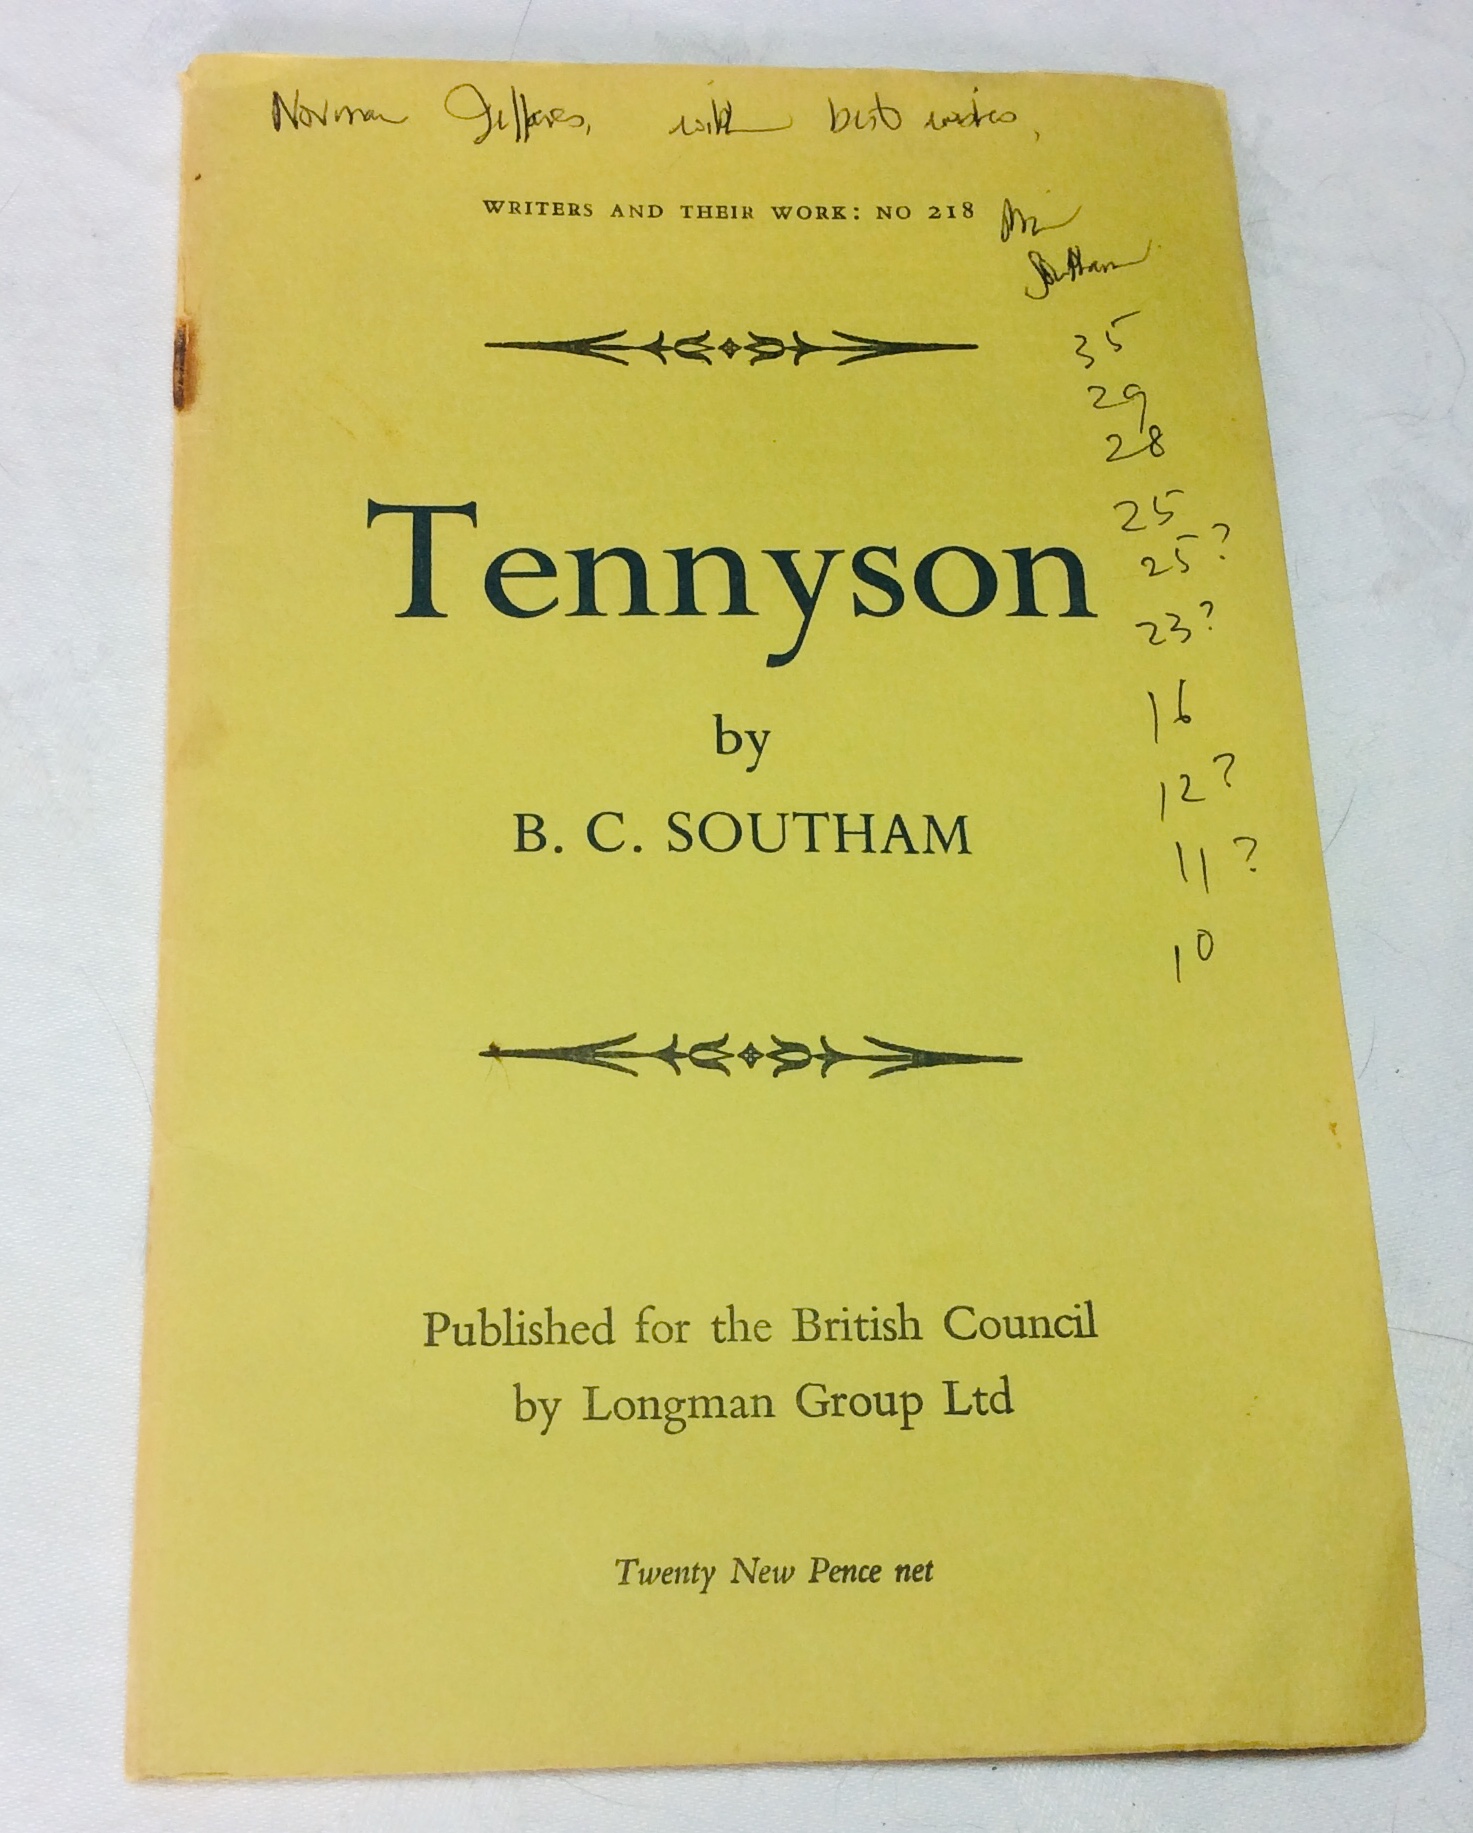 Norman Jeffares, with best wishes,
WRITERS AND THEIR WORK: NO 218
Southam
35
29
28
25
25?
23?
16
12?
11?
10
Tennyson
by
B. C. SOUTHAM
Published for the British Council
by Longman Group Ltd
Twenty New Pence net